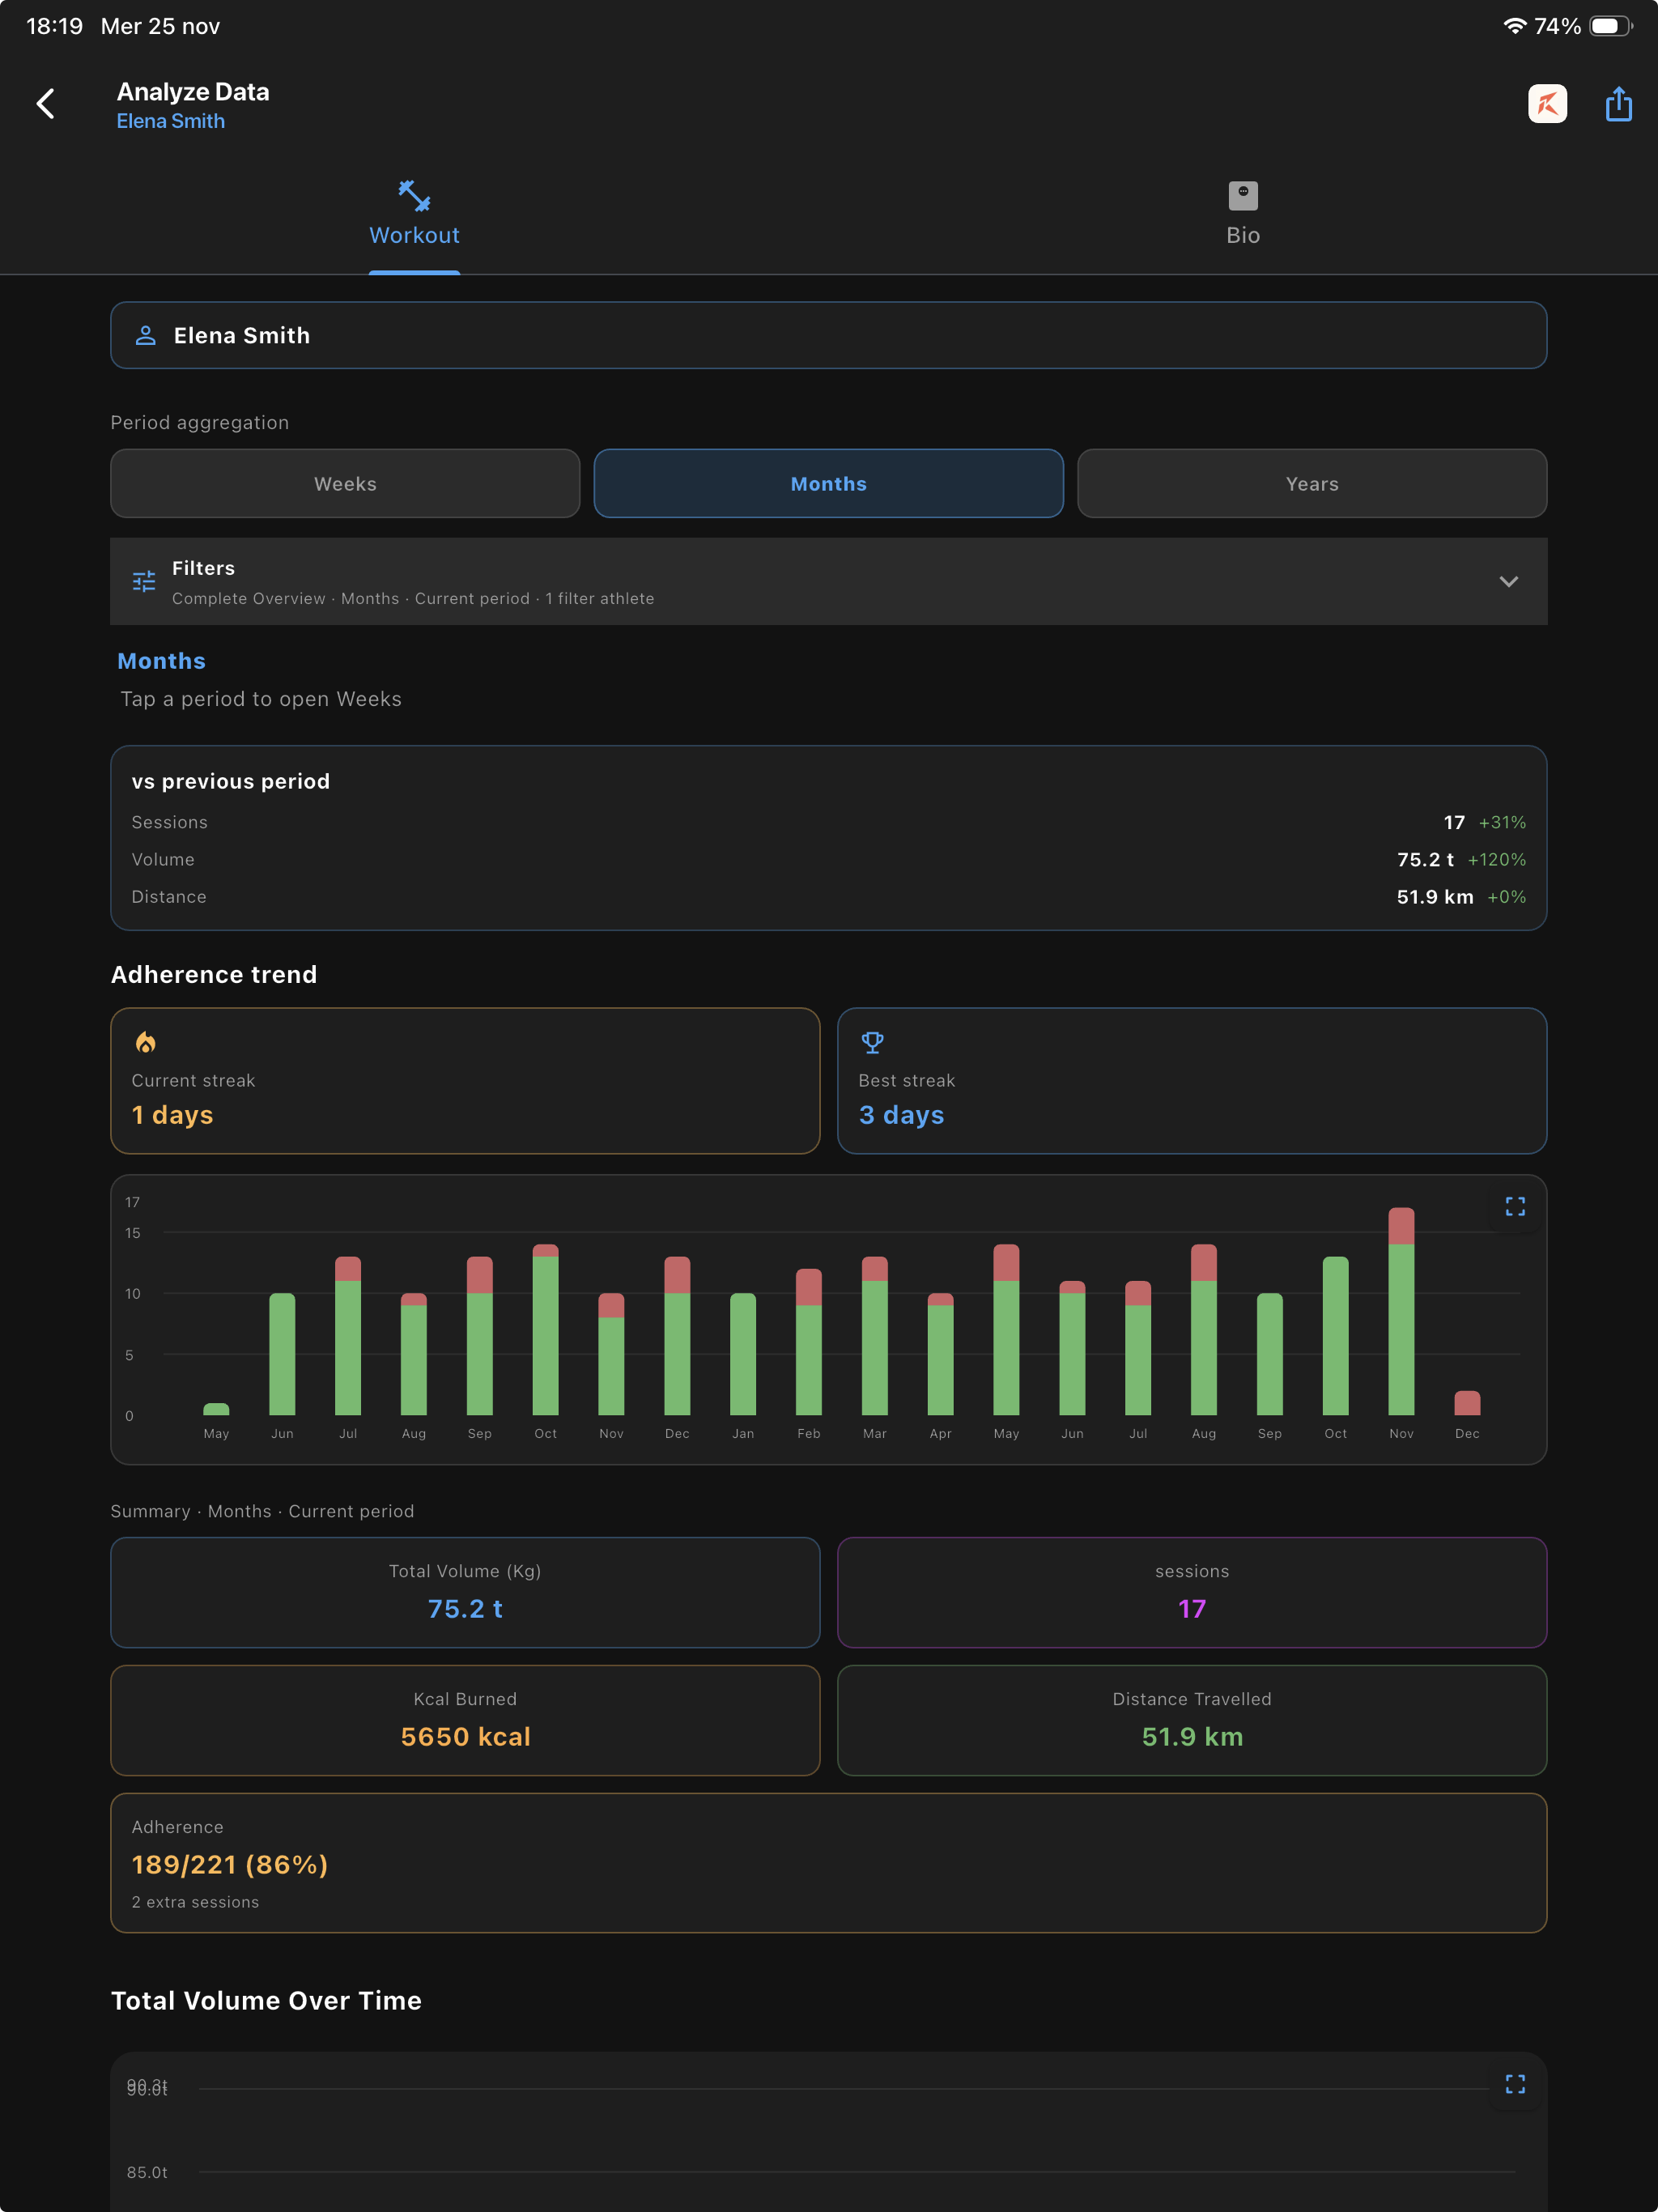 18:19 Mer 25 nov 74%
Analyze Data
Elena Smith
Workout Bio
Elena Smith
Period aggregation
Weeks Months Years
Filters
Complete Overview · Months · Current period · 1 filter athlete
Months
Tap a period to open Weeks
vs previous period
Sessions 17 +31%
Volume 75.2 t +120%
Distance 51.9 km +0%
Adherence trend
Current streak
1 days
Best streak
3 days
17
15
10
5
0
May Jun Jul Aug Sep Oct Nov Dec Jan Feb Mar Apr May Jun Jul Aug Sep Oct Nov Dec
Summary · Months · Current period
Total Volume (Kg)
75.2 t
sessions
17
Kcal Burned
5650 kcal
Distance Travelled
51.9 km
Adherence
189/221 (86%)
2 extra sessions
Total Volume Over Time
90.3t
90.0t
85.0t